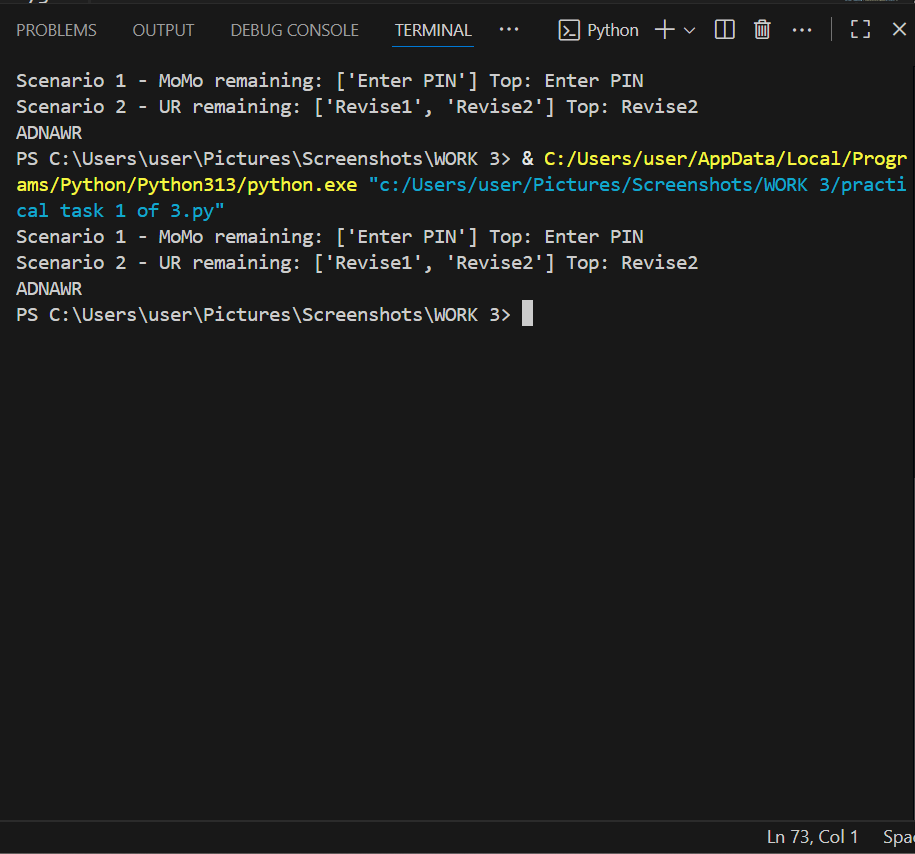 PROBLEMS OUTPUT DEBUG CONSOLE TERMINAL ... Python ...
Scenario 1 - MoMo remaining: ['Enter PIN'] Top: Enter PIN
Scenario 2 - UR remaining: ['Revise1', 'Revise2'] Top: Revise2
ADNAWR
PS C:\Users\user\Pictures\Screenshots\WORK 3> & C:/Users/user/AppData/Local/Progr
ams/Python/Python313/python.exe "c:/Users/user/Pictures/Screenshots/WORK 3/practi
cal task 1 of 3.py"
Scenario 1 - MoMo remaining: ['Enter PIN'] Top: Enter PIN
Scenario 2 - UR remaining: ['Revise1', 'Revise2'] Top: Revise2
ADNAWR
PS C:\Users\user\Pictures\Screenshots\WORK 3>
Ln 73, Col 1